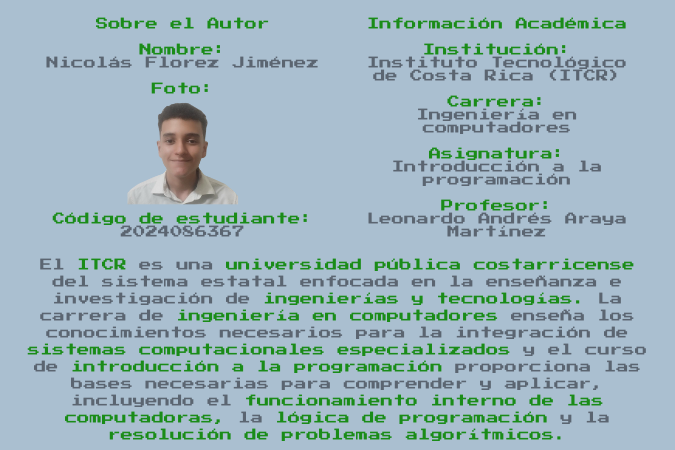 Sobre el Autor
Nombre:
Nicolás Florez Jiménez
Foto:
Código de estudiante:
2024086367
Información Académica
Institución:
Instituto Tecnológico
de Costa Rica (ITCR)
Carrera:
Ingeniería en
computadores
Asignatura:
Introducción a la
programación
Profesor:
Leonardo Andrés Araya
Martínez
El ITCR es una universidad pública costarricense
del sistema estatal enfocada en la enseñanza e
investigación de ingenierías y tecnologías. La
carrera de ingeniería en computadores enseña los
conocimientos necesarios para la integración de
sistemas computacionales especializados y el curso
de introducción a la programación proporciona las
bases necesarias para comprender y aplicar,
incluyendo el funcionamiento interno de las
computadoras, la lógica de programación y la
resolución de problemas algorítmicos.